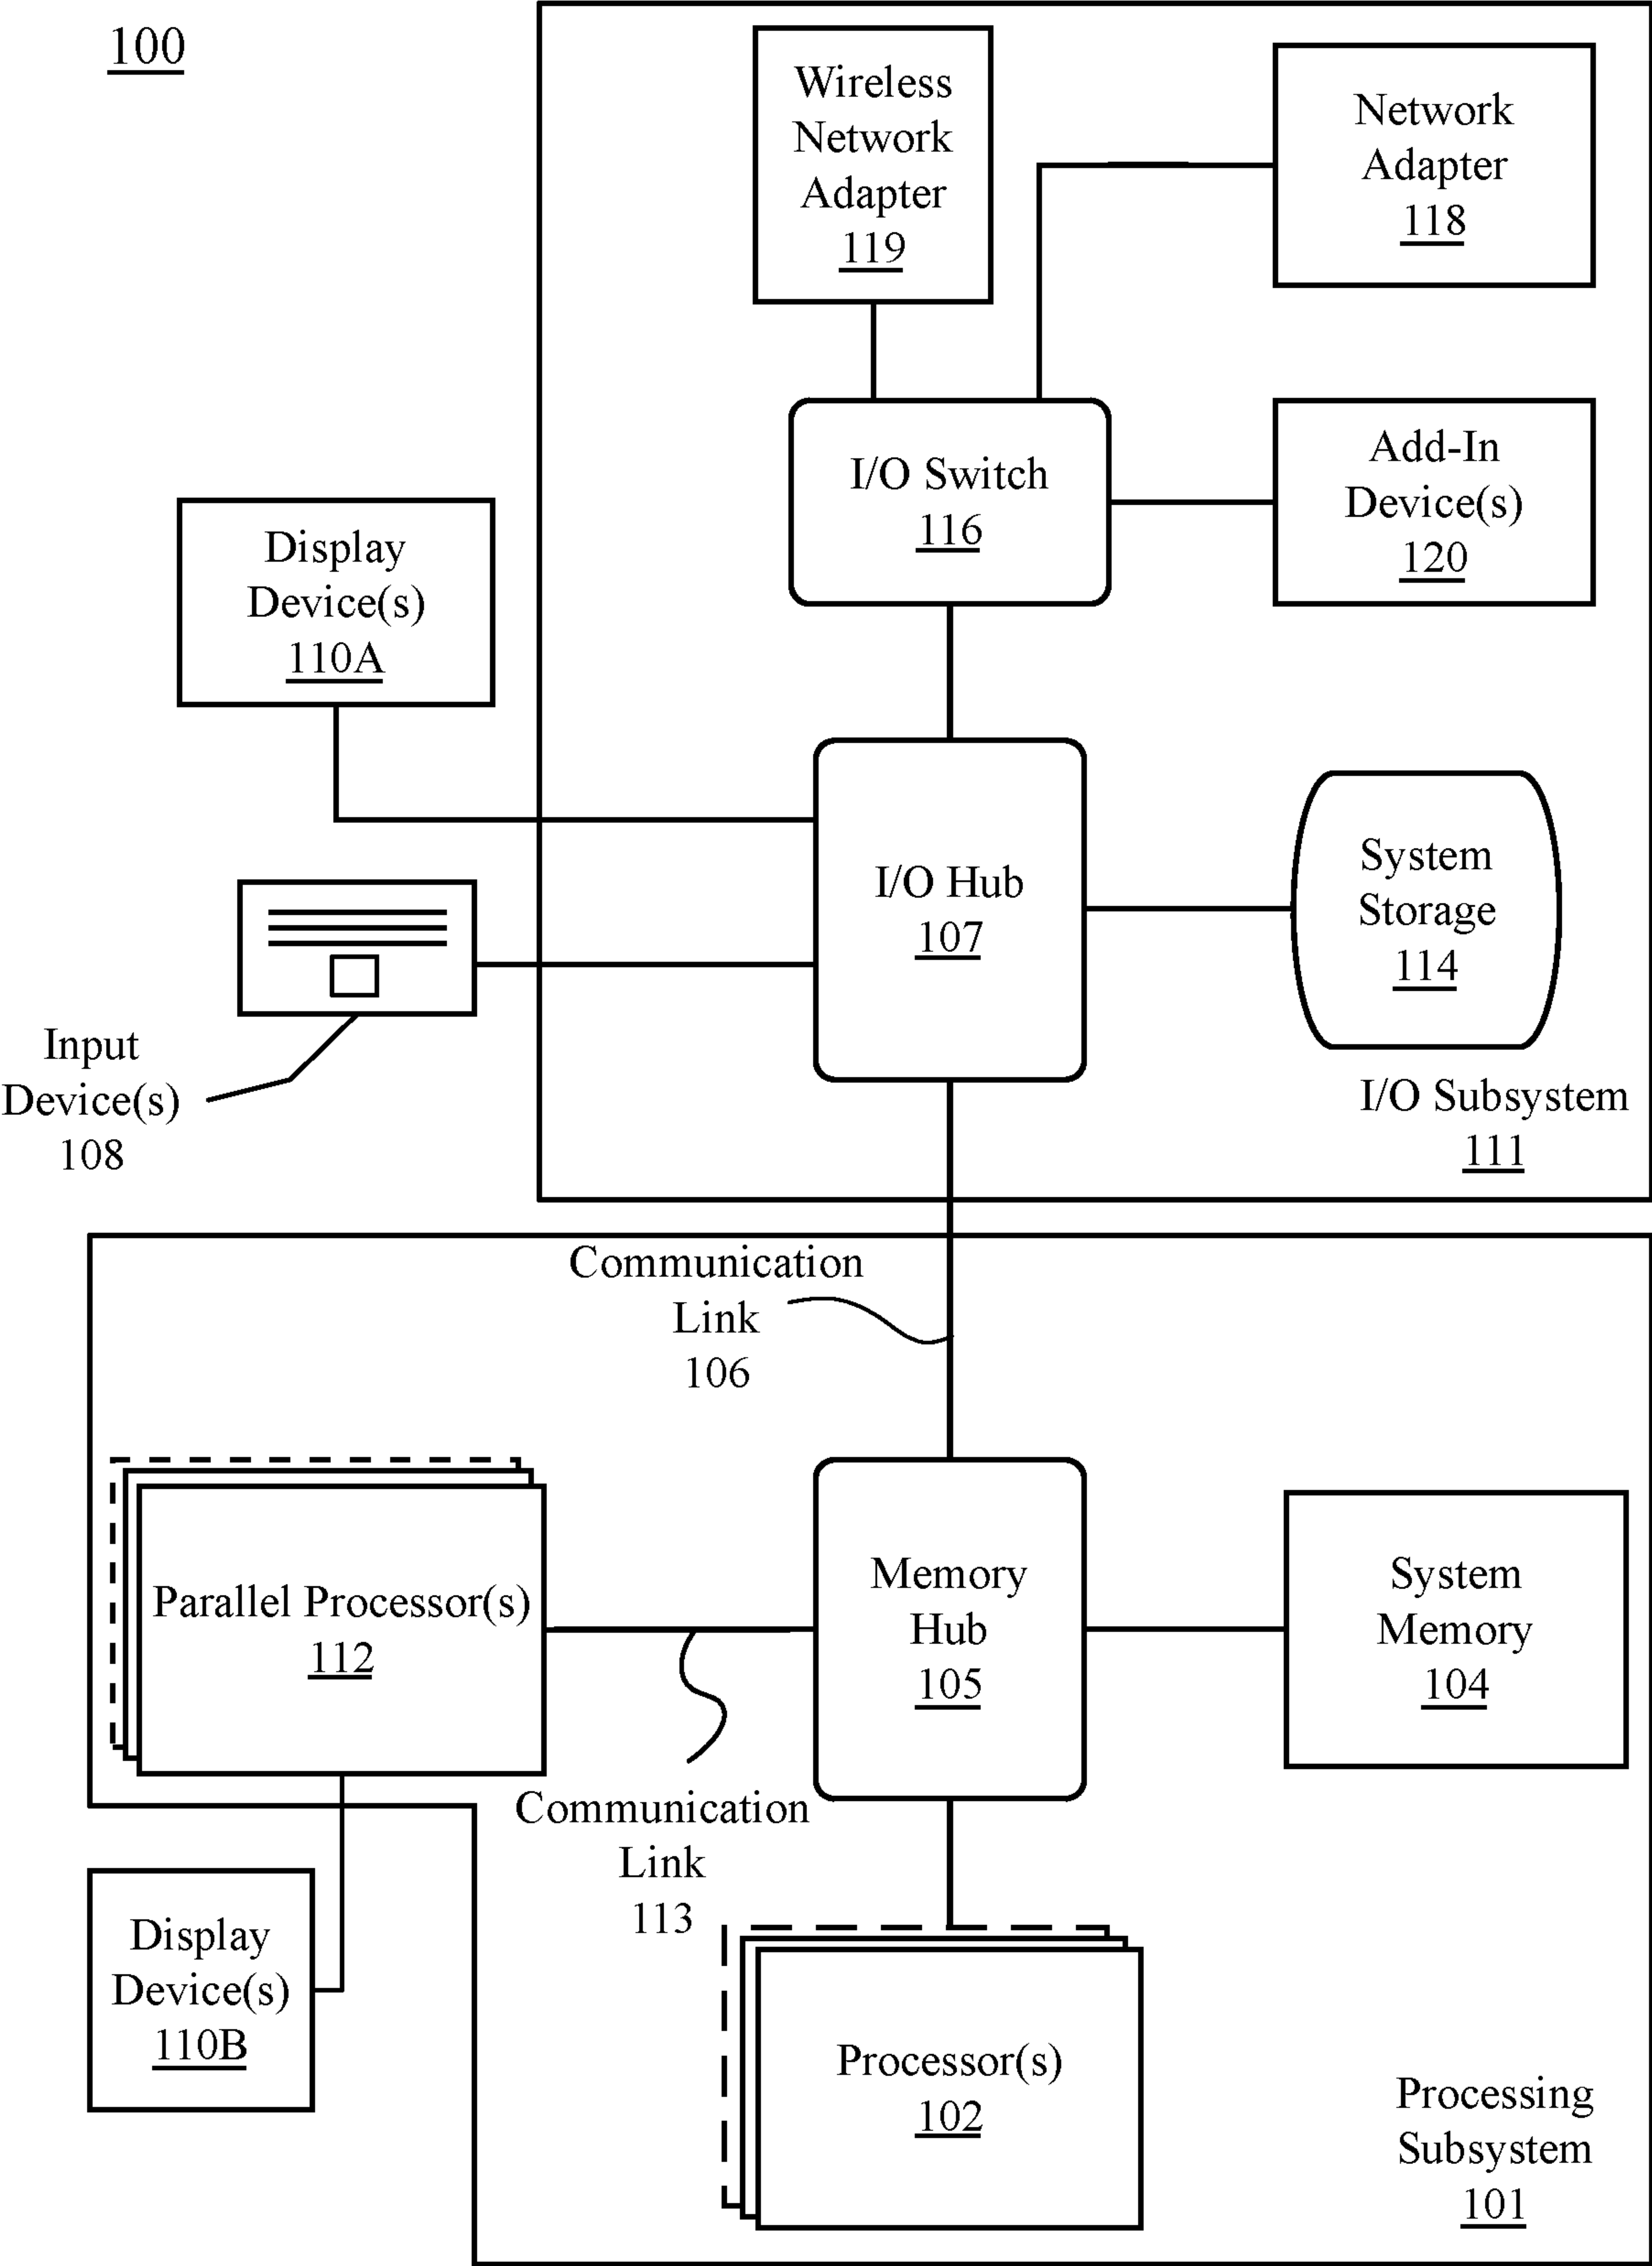 100
Wireless
Network
Adapter
119
Network
Adapter
118
I/O Switch
116
Add-In
Device(s)
120
Display
Device(s)
110A
I/O Hub
107
System
Storage
114
Input
Device(s)
108
I/O Subsystem
111
Communication
Link
106
Parallel Processor(s)
112
Memory
Hub
105
System
Memory
104
Communication
Link
113
Display
Device(s)
110B
Processor(s)
102
Processing
Subsystem
101